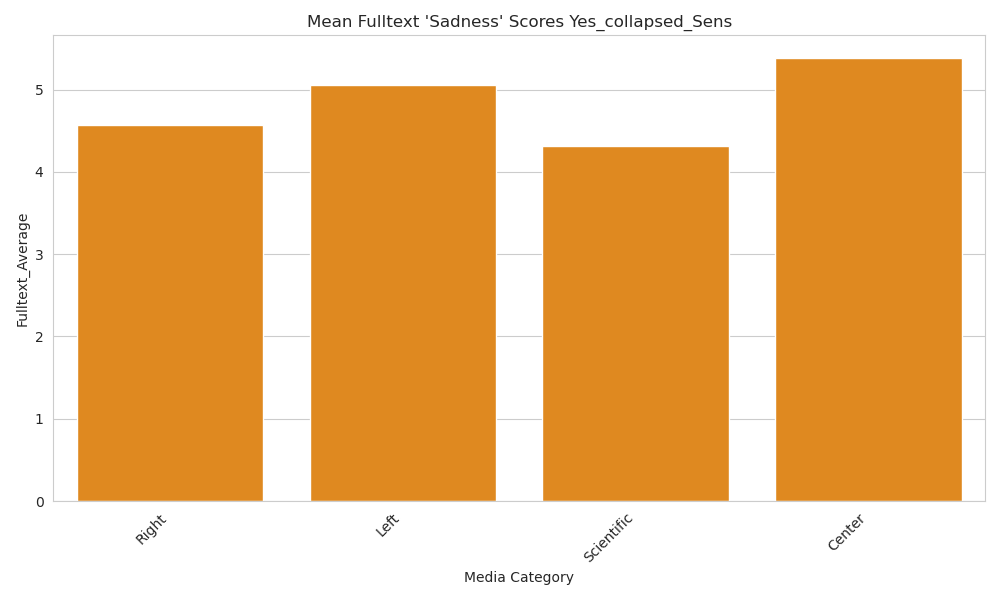 Mean Fulltext 'Sadness' Scores Yes_collapsed_Sens
Fulltext_Average
5
4
3
2
1
0
Right
Left
Scientific
Center
Media Category